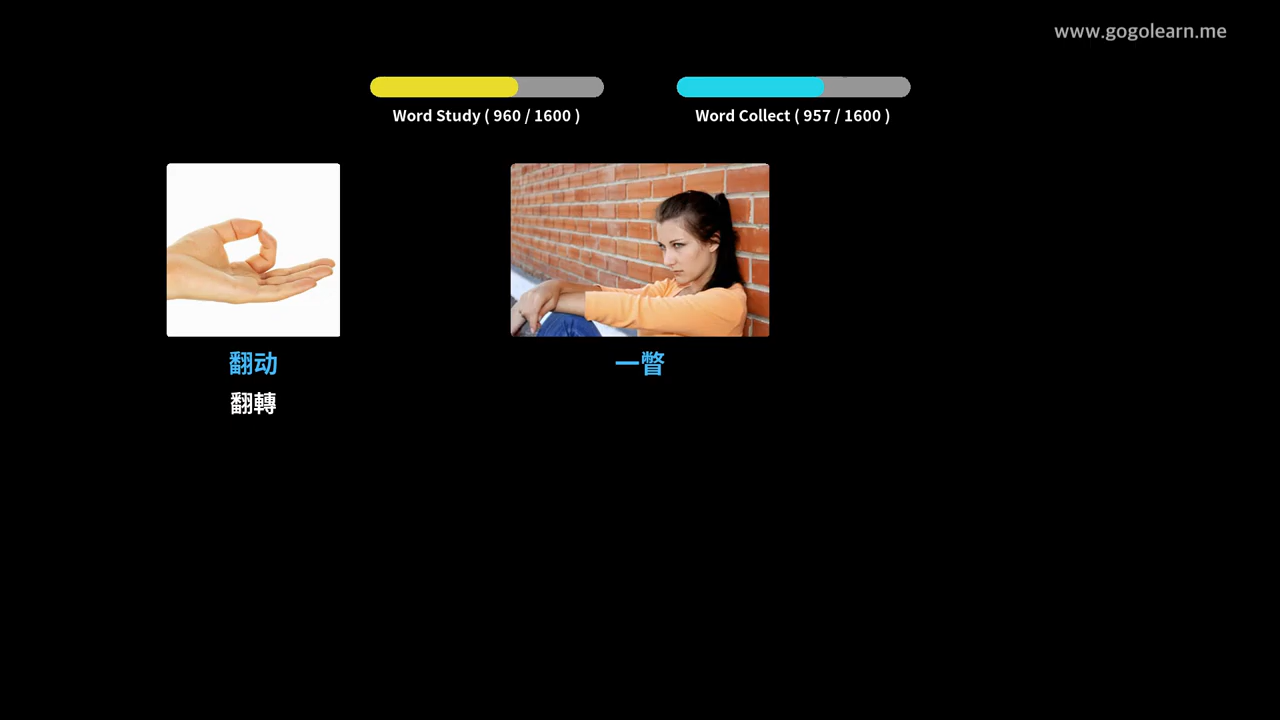 www.gogolearn.me
Word Study ( 960 / 1600 )
Word Collect ( 957 / 1600 )
翻动
翻轉
一瞥